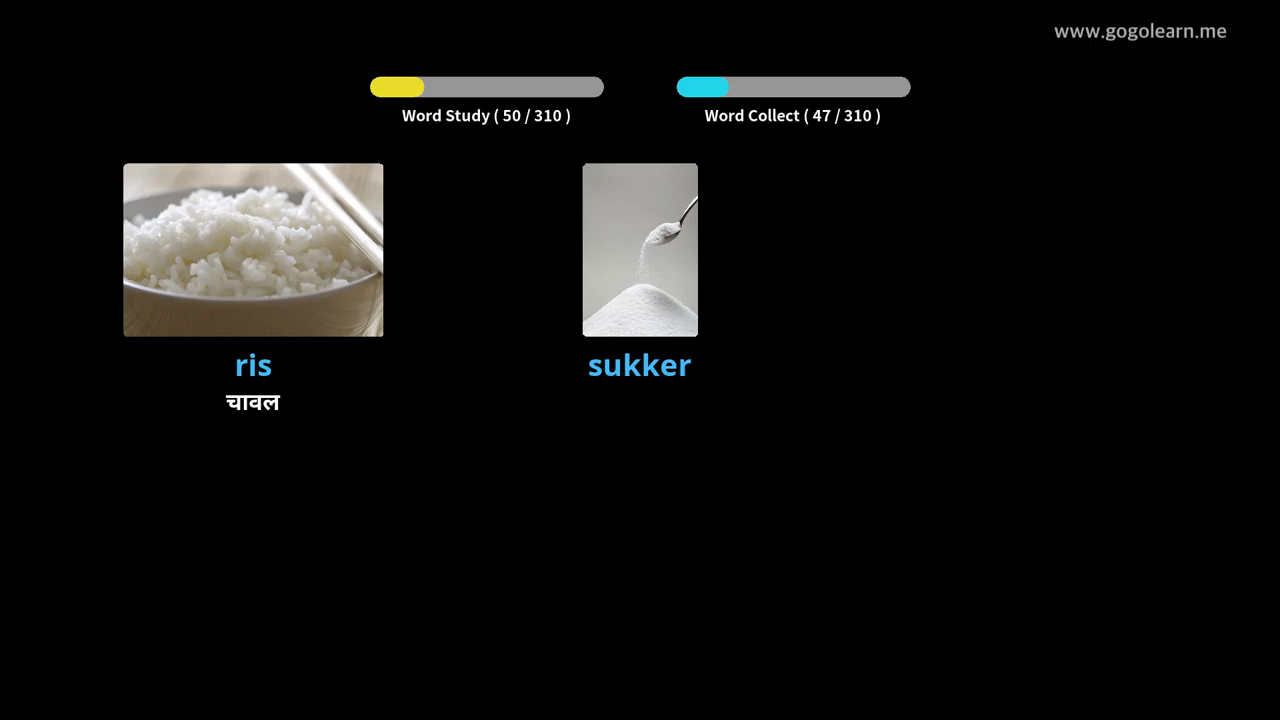 www.gogolearn.me
Word Study ( 50 / 310 )
Word Collect ( 47 / 310 )
ris
चावल
sukker